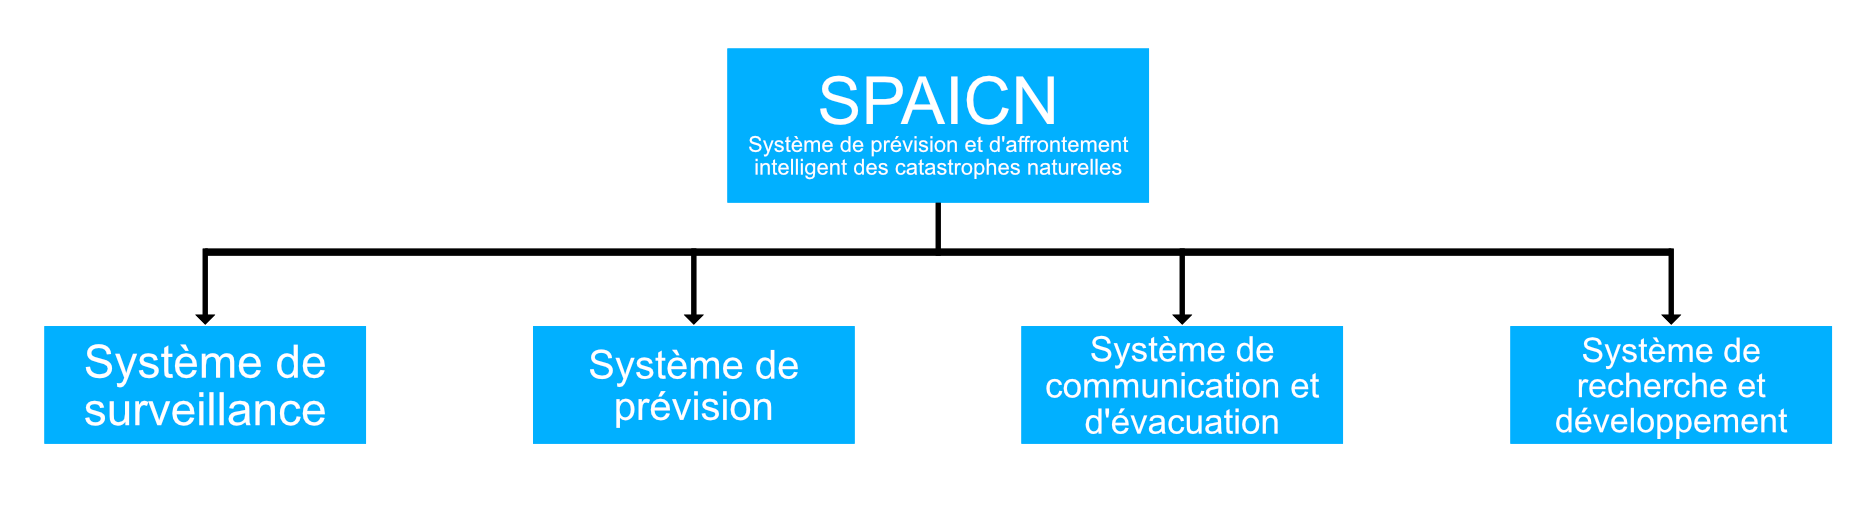 SPAICN
Système de prévision et d'affrontement
intelligent des catastrophes naturelles
Système de
surveillance
Système de
prévision
Système de
communication et
d'évacuation
Système de
recherche et
développement